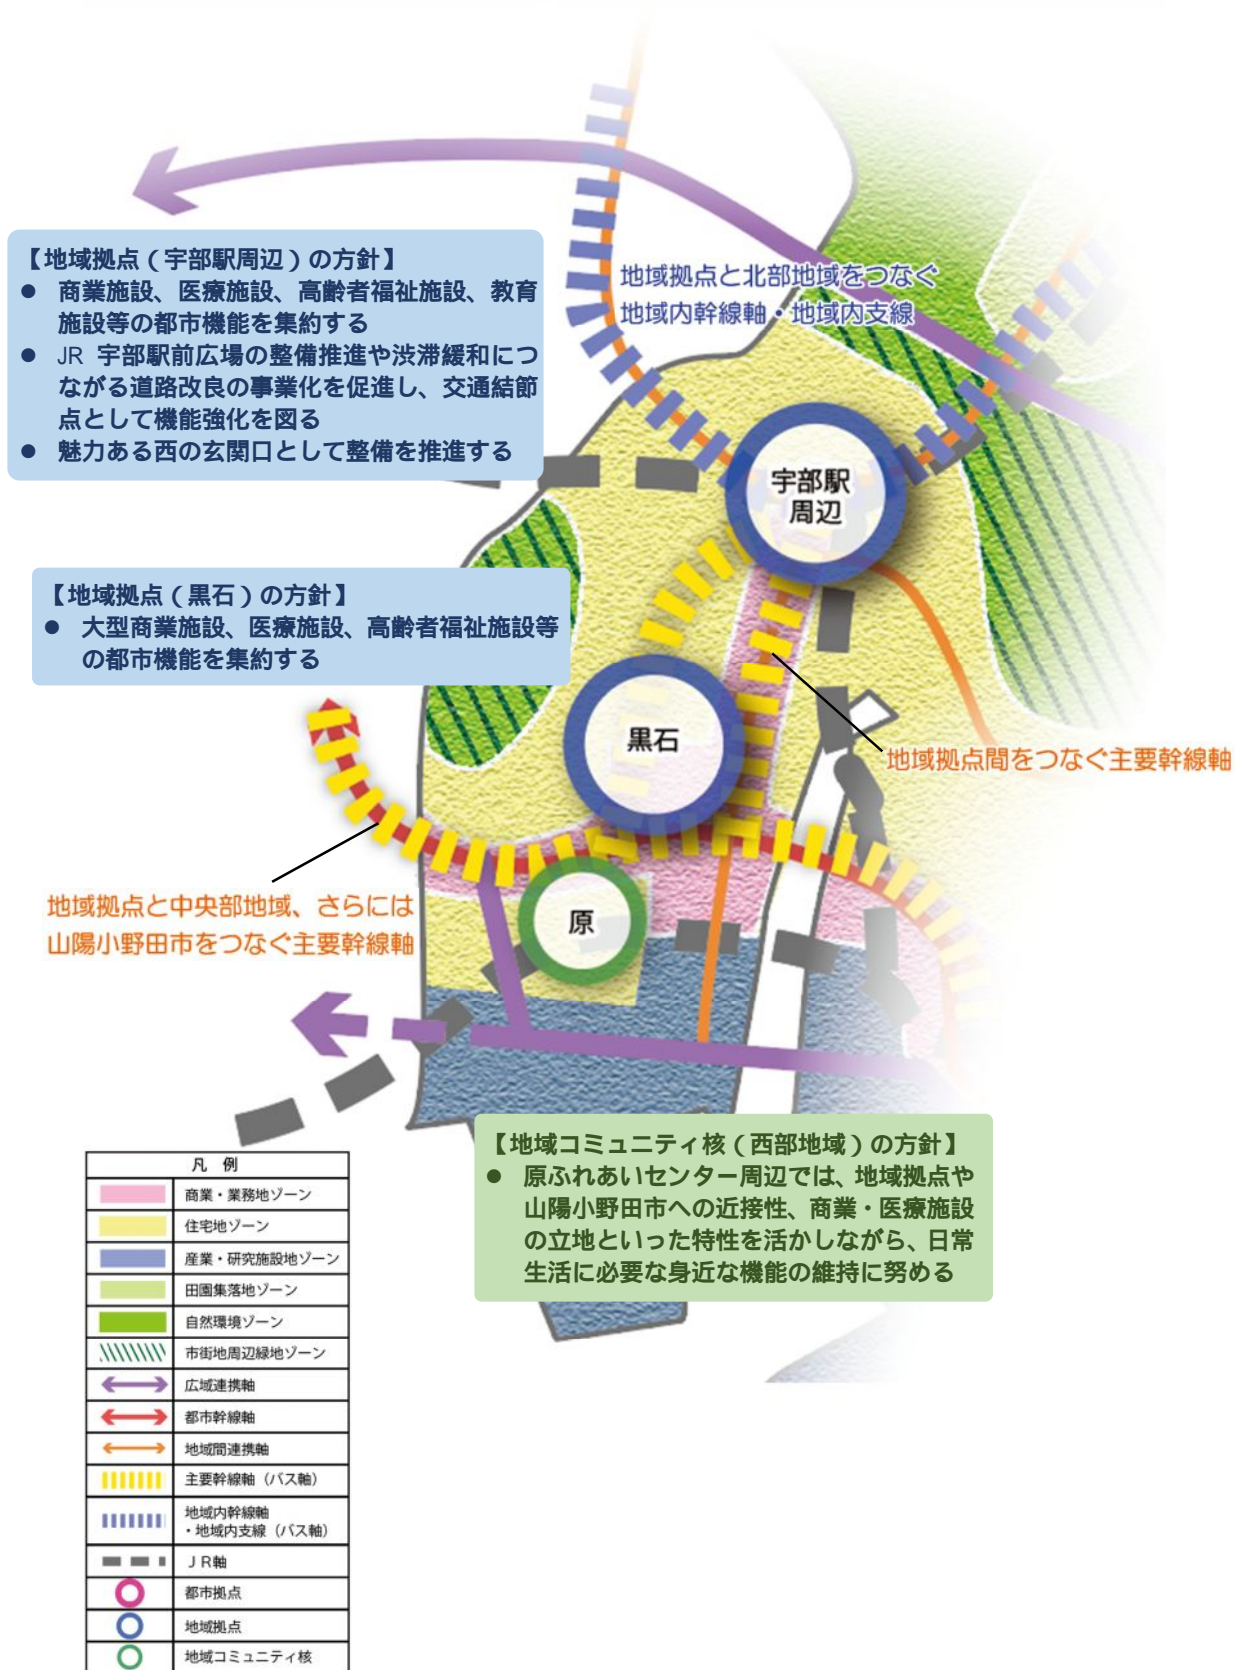 【地域拠点（宇部駅周辺）の方針】
● 商業施設、医療施設、高齢者福祉施設、教育
施設等の都市機能を集約する
● JR 宇部駅前広場の整備推進や渋滞緩和につ
ながる道路改良の事業化を促進し、交通結節
点として機能強化を図る
● 魅力ある西の玄関口として整備を推進する
地域拠点と北部地域をつなぐ
地域内幹線軸・地域内支線
宇部駅
周辺
【地域拠点（黒石）の方針】
● 大型商業施設、医療施設、高齢者福祉施設等
の都市機能を集約する
黒石
地域拠点間をつなぐ主要幹線軸
地域拠点と中央部地域、さらには
山陽小野田市をつなぐ主要幹線軸
原
【地域コミュニティ核（西部地域）の方針】
● 原ふれあいセンター周辺では、地域拠点や
山陽小野田市への近接性、商業・医療施設
の立地といった特性を活かしながら、日常
生活に必要な身近な機能の維持に努める
凡 例
商業・業務地ゾーン
住宅地ゾーン
産業・研究施設地ゾーン
田園集落地ゾーン
自然環境ゾーン
市街地周辺緑地ゾーン
広域連携軸
都市幹線軸
地域間連携軸
主要幹線軸（バス軸）
地域内幹線軸
・地域内支線（バス軸）
ＪＲ軸
都市拠点
地域拠点
地域コミュニティ核